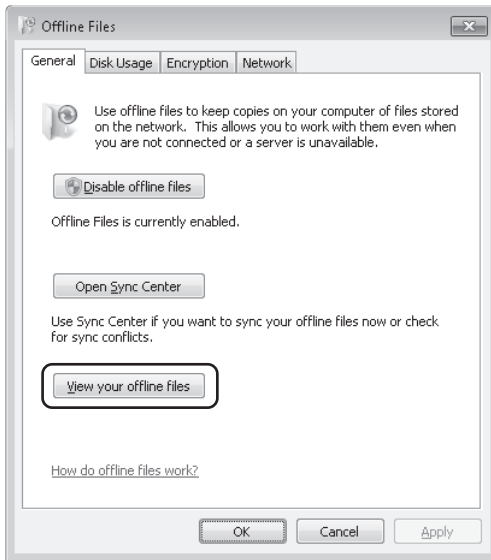 Offline Files
General Disk Usage Encryption Network
Use offline files to keep copies on your computer of files stored
on the network. This allows you to work with them even when
you are not connected or a server is unavailable.
Disable offline files
Offline Files is currently enabled.
Open Sync Center
Use Sync Center if you want to sync your offline files now or check
for sync conflicts.
View your offline files
How do offline files work?
OK Cancel Apply